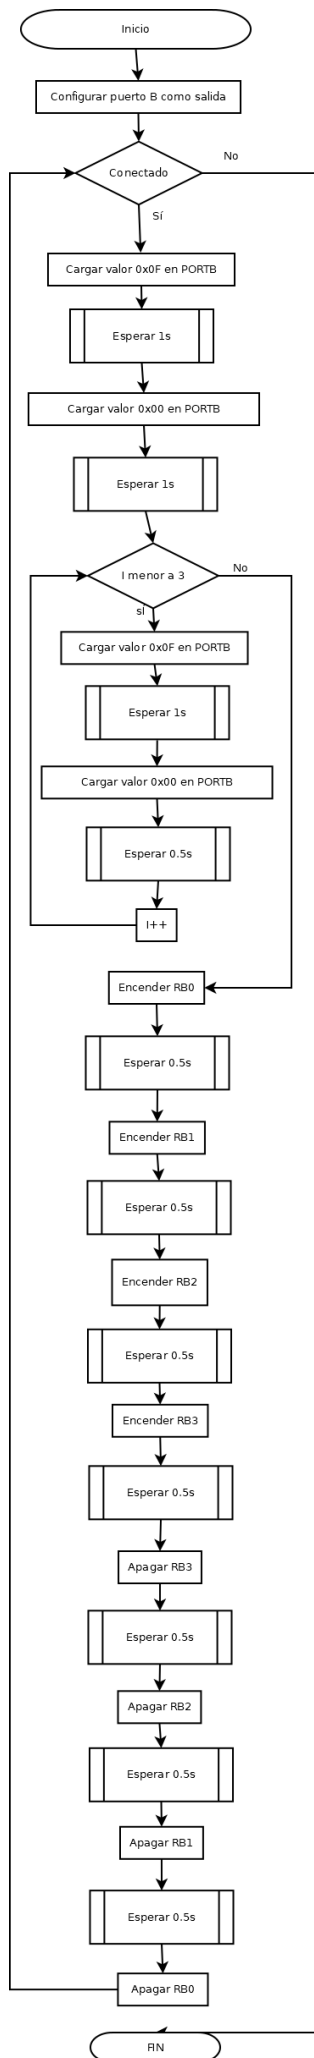 Inicio
Configurar puerto B como salida
Conectado
No
Sí
Cargar valor 0x0F en PORTB
Esperar 1s
Cargar valor 0x00 en PORTB
Esperar 1s
I menor a 3
No
sí
Cargar valor 0x0F en PORTB
Esperar 1s
Cargar valor 0x00 en PORTB
Esperar 0.5s
I++
Encender RB0
Esperar 0.5s
Encender RB1
Esperar 0.5s
Encender RB2
Esperar 0.5s
Encender RB3
Esperar 0.5s
Apagar RB3
Esperar 0.5s
Apagar RB2
Esperar 0.5s
Apagar RB1
Esperar 0.5s
Apagar RB0
FIN